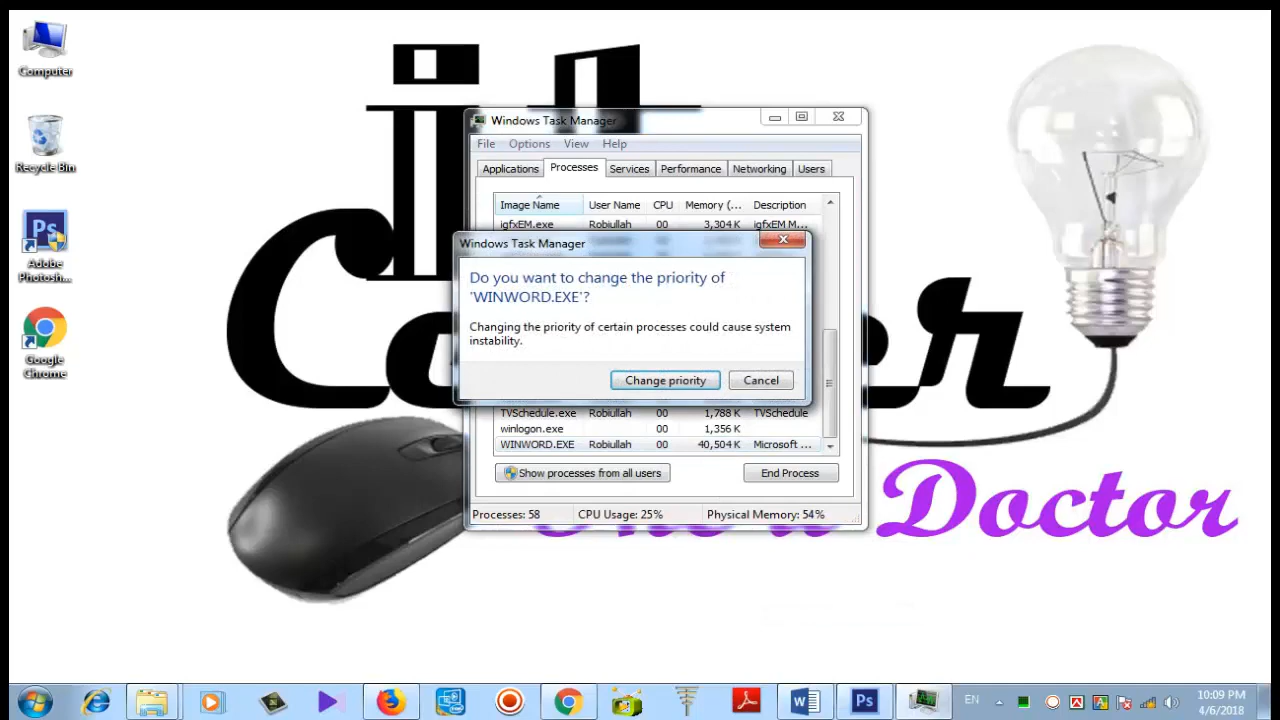 Computer
Recycle Bin
Ps
Adobe
Photosh...
Google
Chrome
Windows Task Manager
File Options View Help
Applications Processes Services Performance Networking Users
Image Name User Name CPU Memory (... Description
igfxEM.exe Robiullah 00 3,304 K igfxEM M...
Windows Task Manager
Do you want to change the priority of
'WINWORD.EXE'?
Changing the priority of certain processes could cause system
instability.
Change priority Cancel
TVSchedule.exe Robiullah 00 1,788 K TVSchedule
winlogon.exe 00 1,356 K
WINWORD.EXE Robiullah 00 40,504 K Microsoft ...
Show processes from all users End Process
Processes: 58 CPU Usage: 25% Physical Memory: 54%
Doctor
W Ps EN 10:09 PM
4/6/2018